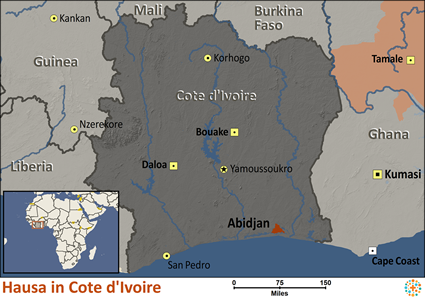 Mali
Burkina
Faso
Kankan
Korhogo
Tamale
Guinea
Cote d'Ivoire
Nzerekore
Bouake
Ghana
Liberia
Daloa
Yamoussoukro
Kumasi
Abidjan
San Pedro
Cape Coast
Hausa in Cote d'Ivoire
0 75 150
Miles